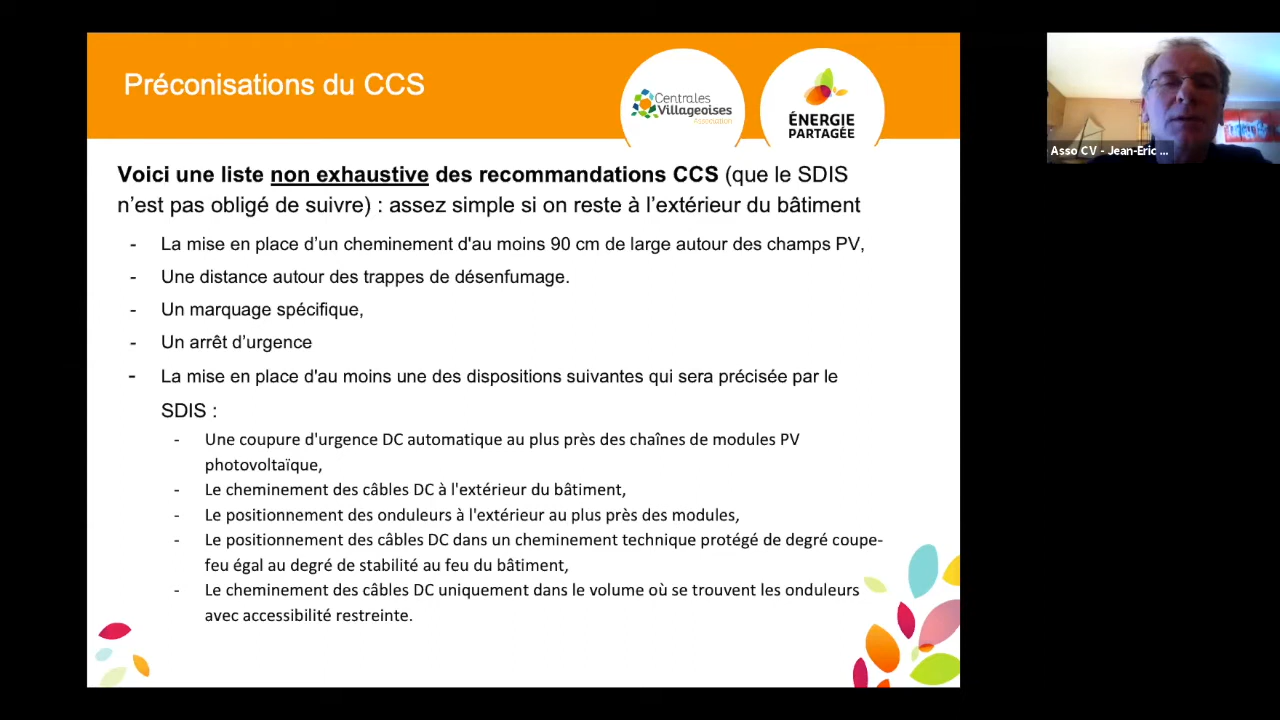 Préconisations du CCS
Centrales
Villageoises
Association
ÉNERGIE
PARTAGÉE
Asso CV - Jean-Eric ...
Voici une liste non exhaustive des recommandations CCS (que le SDIS
n’est pas obligé de suivre) : assez simple si on reste à l’extérieur du bâtiment
- La mise en place d’un cheminement d'au moins 90 cm de large autour des champs PV,
- Une distance autour des trappes de désenfumage.
- Un marquage spécifique,
- Un arrêt d’urgence
- La mise en place d'au moins une des dispositions suivantes qui sera précisée par le
SDIS :
- Une coupure d'urgence DC automatique au plus près des chaînes de modules PV
photovoltaïque,
- Le cheminement des câbles DC à l'extérieur du bâtiment,
- Le positionnement des onduleurs à l'extérieur au plus près des modules,
- Le positionnement des câbles DC dans un cheminement technique protégé de degré coupe-
feu égal au degré de stabilité au feu du bâtiment,
- Le cheminement des câbles DC uniquement dans le volume où se trouvent les onduleurs
avec accessibilité restreinte.